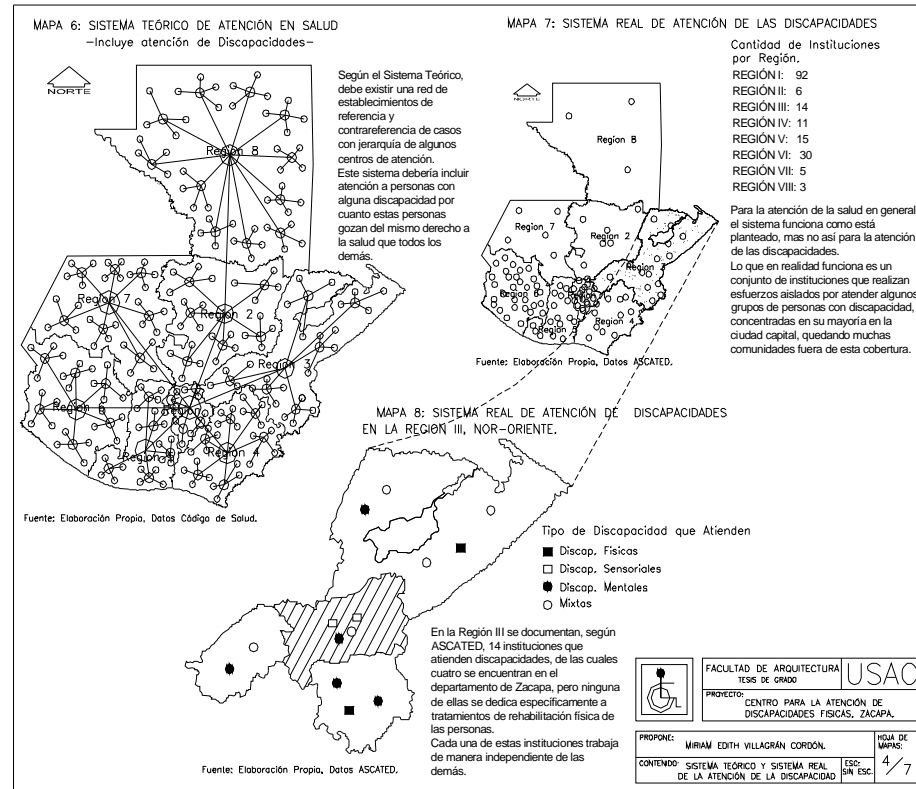 MAPA 6: SISTEMA TEÓRICO DE ATENCIÓN EN SALUD
-Incluye atención de Discapacidades-
NORTE
Según el Sistema Teórico,
debe existir una red de
establecimientos de
referencia y
contrareferencia de casos
con jerarquía de algunos
centros de atención.
Este sistema debería incluir
atención a personas con
alguna discapacidad por
cuanto estas personas
gozan del mismo derecho a
la salud que todos los
demás.
Region 8
Region 7
Region 2
Region 3
Region 6
Region
Region 4
Region
Fuente: Elaboración Propia, Datos Código de Salud.
MAPA 7: SISTEMA REAL DE ATENCIÓN DE LAS DISCAPACIDADES
NORTE
Region 8
Region 7
Region 2
Region
Region 4
Fuente: Elaboración Propia, Datos ASCATED.
Cantidad de Instituciones
por Región.
REGIÓN I: 92
REGIÓN II: 6
REGIÓN III: 14
REGIÓN IV: 11
REGIÓN V: 15
REGIÓN VI: 30
REGIÓN VII: 5
REGIÓN VIII: 3
Para la atención de la salud en general
el sistema funciona como está
planteado, mas no así para la atención
de las discapacidades.
Lo que en realidad funciona es un
conjunto de instituciones que realizan
esfuerzos aislados por atender algunos
grupos de personas con discapacidad,
concentradas en su mayoría en la
ciudad capital, quedando muchas
comunidades fuera de esta cobertura.
MAPA 8: SISTEMA REAL DE ATENCIÓN DE DISCAPACIDADES
EN LA REGIÓN III, NOR-ORIENTE.
Tipo de Discapacidad que Atienden
Discap. Fisicas
Discap. Sensoriales
Discap. Mentales
Mixtas
En la Región III se documentan, según
ASCATED, 14 instituciones que
atienden discapacidades, de las cuales
cuatro se encuentran en el
departamento de Zacapa, pero ninguna
de ellas se dedica específicamente a
tratamientos de rehabilitación física de
las personas.
Cada una de estas instituciones trabaja
de manera independiente de las
demás.
Fuente: Elaboración Propia, Datos ASCATED.
FACULTAD DE ARQUITECTURA
TESIS DE GRADO
USAC
PROYECTO:
CENTRO PARA LA ATENCIÓN DE
DISCAPACIDADES FISICAS, ZACAPA.
PROPONE: MIRIAM EDITH VILLAGRÁN CORDÓN.
HOJA DE
MAPAS:
4/7
CONTENIDO: SISTEMA TEÓRICO Y SISTEMA REAL
DE LA ATENCIÓN DE LA DISCAPACIDAD
ESC:
SIN ESC.